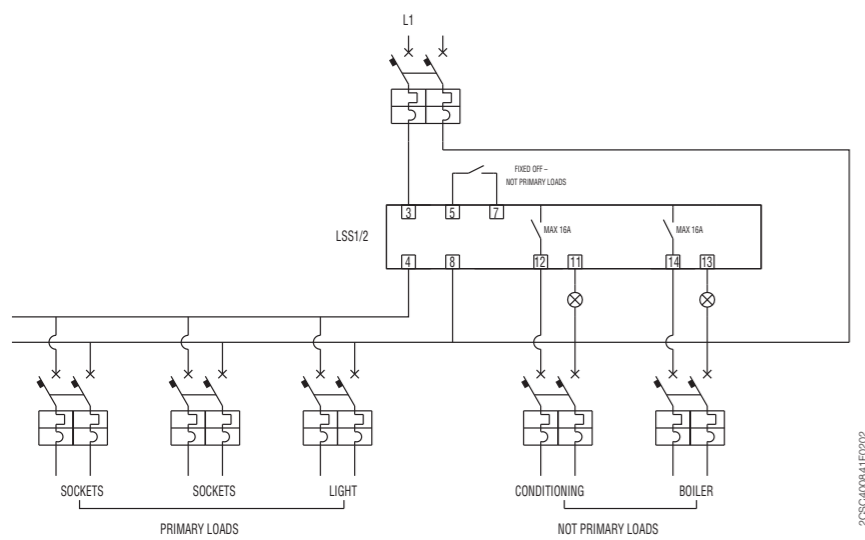 L1
FIXED OFF –
NOT PRIMARY LOADS
3 5 7
LSS1/2
MAX 16A MAX 16A
4 8 12 11 14 13
SOCKETS SOCKETS LIGHT CONDITIONING BOILER
PRIMARY LOADS NOT PRIMARY LOADS
2CSC400841F0202